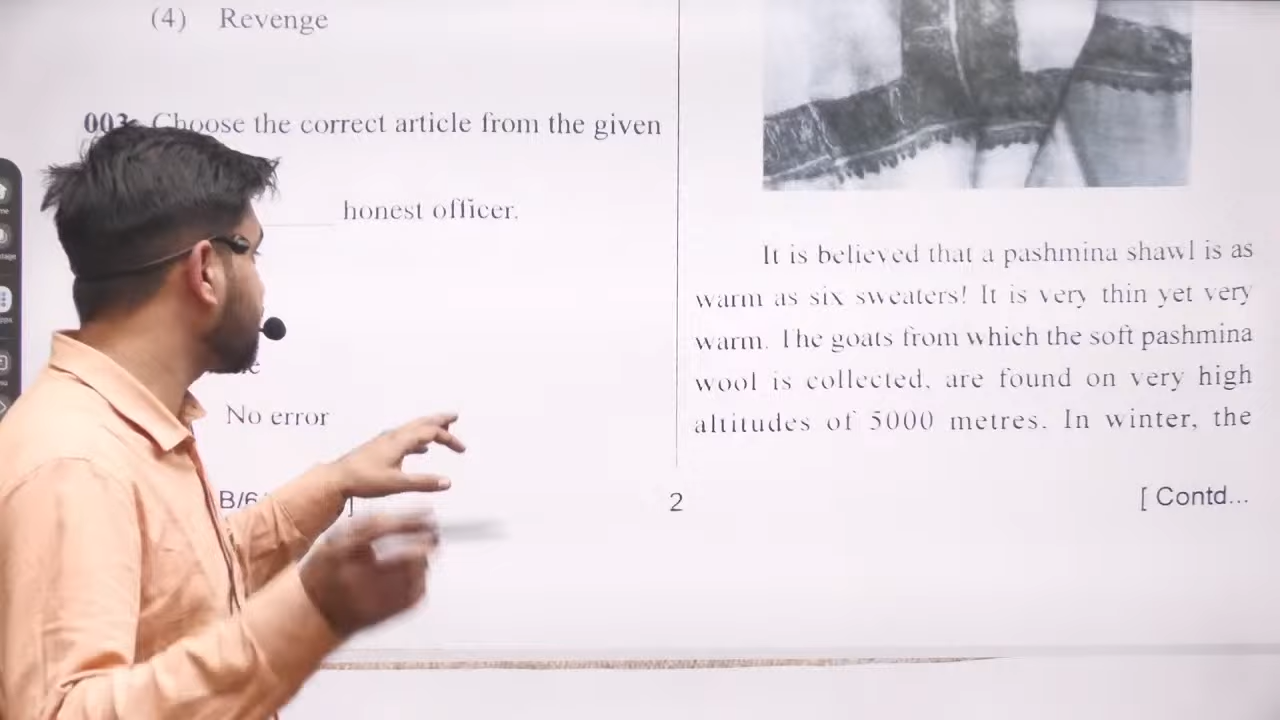 (4) Revenge
003. Choose the correct article from the given
honest officer.
No error
B/6
2
It is believed that a pashmina shawl is as
warm as six sweaters! It is very thin yet very
warm. The goats from which the soft pashmina
wool is collected, are found on very high
altitudes of 5000 metres. In winter, the
[ Contd...